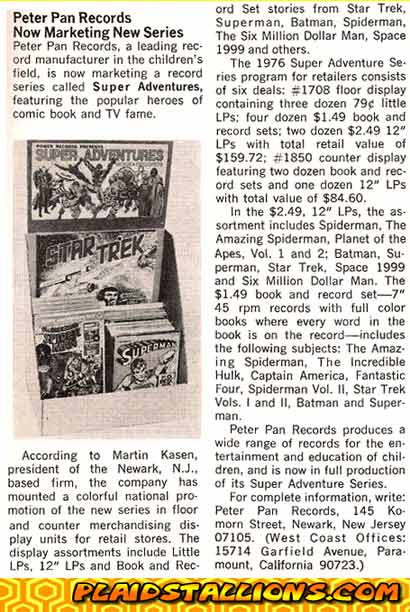 Peter Pan Records
Now Marketing New Series
Peter Pan Records, a leading rec-
ord manufacturer in the children's
field, is now marketing a record
series called Super Adventures,
featuring the popular heroes of
comic book and TV fame.
POWER RECORDS PRESENTS
SUPER ADVENTURES
STAR TREK
SUPERMAN
According to Martin Kasen,
president of the Newark, N.J.,
based firm, the company has
mounted a colorful national pro-
motion of the new series in floor
and counter merchandising dis-
play units for retail stores. The
display assortments include Little
LPs, 12" LPs and Book and Rec-
ord Set stories from Star Trek,
Superman, Batman, Spiderman,
The Six Million Dollar Man, Space
1999 and others.
The 1976 Super Adventure Se-
ries program for retailers consists
of six deals: #1708 floor display
containing three dozen 79¢ little
LPs; four dozen $1.49 book and
record sets; two dozen $2.49 12"
LPs with total retail value of
$159.72; #1850 counter display
featuring two dozen book and rec-
ord sets and one dozen 12" LPs
with total value of $84.60.
In the $2.49, 12" LPs, the as-
sortment includes Spiderman, The
Amazing Spiderman, Planet of the
Apes, Vol. 1 and 2; Batman, Su-
perman, Star Trek, Space 1999
and Six Million Dollar Man. The
$1.49 book and record set—7"
45 rpm records with full color
books where every word in the
book is on the record—includes
the following subjects: The Amaz-
ing Spiderman, The Incredible
Hulk, Captain America, Fantastic
Four, Spiderman Vol. II, Star Trek
Vols. I and II, Batman and Super-
man.
Peter Pan Records produces a
wide range of records for the en-
tertainment and education of chil-
dren, and is now in full production
of its Super Adventure Series.
For complete information, write:
Peter Pan Records, 145 Ko-
morn Street, Newark, New Jersey
07105. (West Coast Offices:
15714 Garfield Avenue, Para-
mount, California 90723.)
PLAIDSTALLIONS.COM